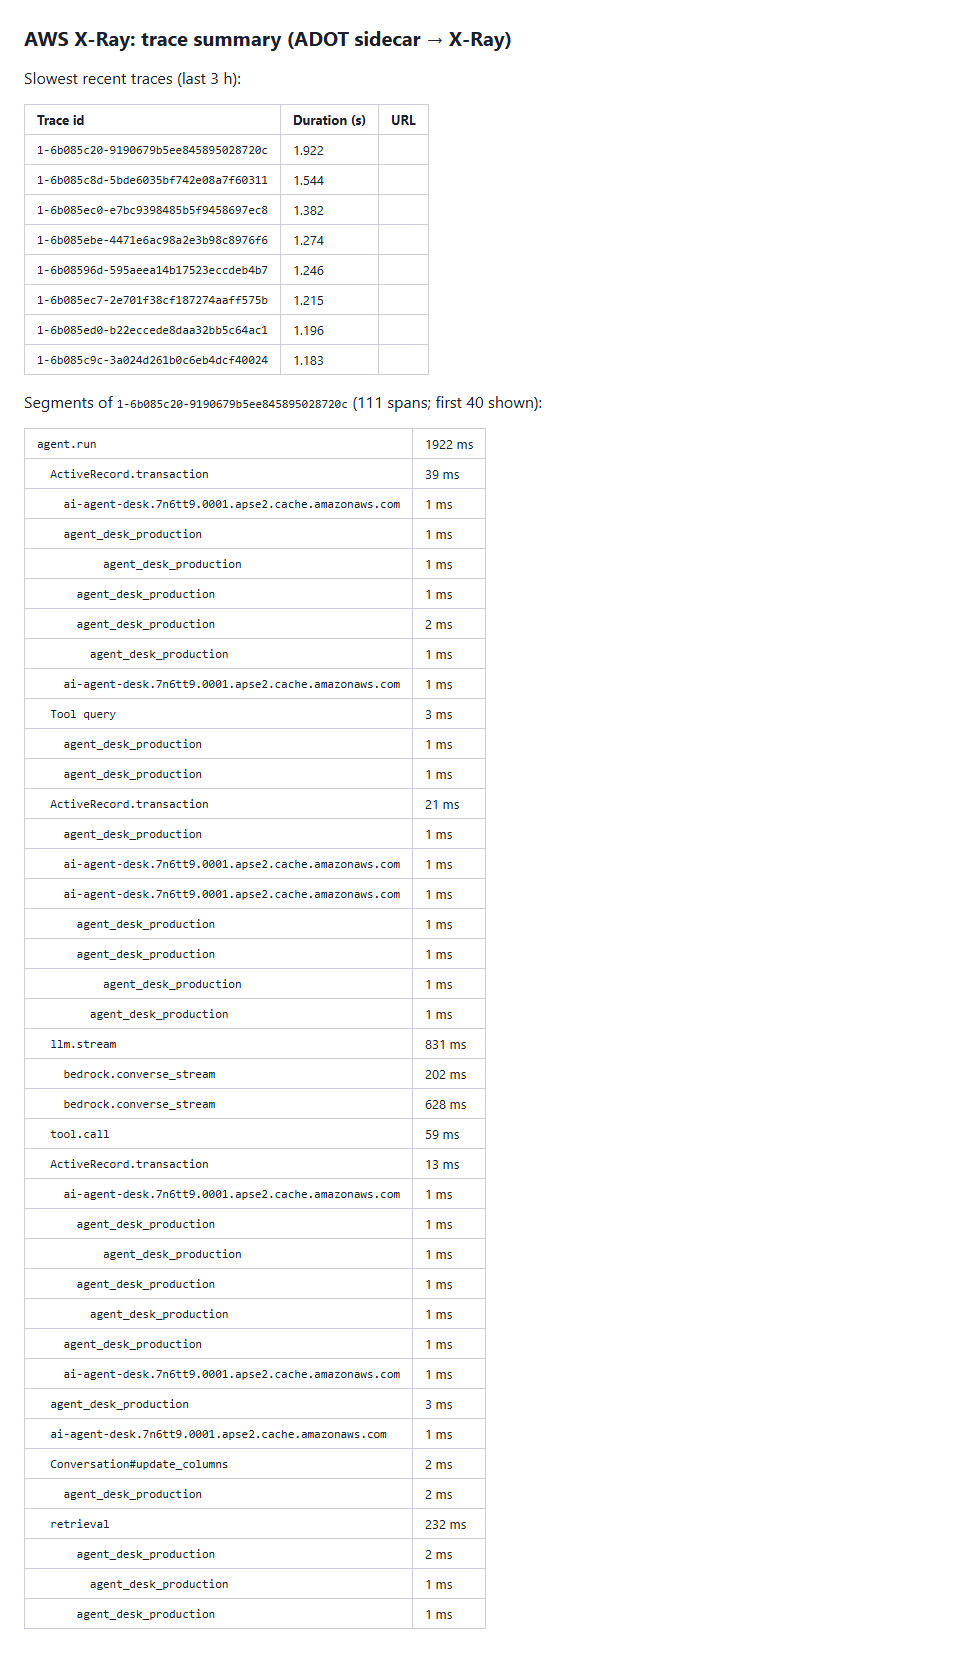 AWS X-Ray: trace summary (ADOT sidecar → X-Ray)
Slowest recent traces (last 3 h):
Trace id Duration (s) URL
1-6b085c20-9190679b5ee845895028720c 1.922
1-6b085c8d-5bde6035bf742e08a7f60311 1.544
1-6b085ec0-e7bc9398485b5f9458697ec8 1.382
1-6b085ebe-4471e6ac98a2e3b98c8976f6 1.274
1-6b08596d-595aeea14b17523eccdeb4b7 1.246
1-6b085ec7-2e701f38cf187274aaff575b 1.215
1-6b085ed0-b22eccede8daa32bb5c64ac1 1.196
1-6b085c9c-3a024d261b0c6eb4dcf40024 1.183
Segments of 1-6b085c20-9190679b5ee845895028720c (111 spans; first 40 shown):
agent.run 1922 ms
ActiveRecord.transaction 39 ms
ai-agent-desk.7n6tt9.0001.apse2.cache.amazonaws.com 1 ms
agent_desk_production 1 ms
agent_desk_production 1 ms
agent_desk_production 1 ms
agent_desk_production 2 ms
agent_desk_production 1 ms
ai-agent-desk.7n6tt9.0001.apse2.cache.amazonaws.com 1 ms
Tool query 3 ms
agent_desk_production 1 ms
agent_desk_production 1 ms
ActiveRecord.transaction 21 ms
agent_desk_production 1 ms
ai-agent-desk.7n6tt9.0001.apse2.cache.amazonaws.com 1 ms
ai-agent-desk.7n6tt9.0001.apse2.cache.amazonaws.com 1 ms
agent_desk_production 1 ms
agent_desk_production 1 ms
agent_desk_production 1 ms
agent_desk_production 1 ms
llm.stream 831 ms
bedrock.converse_stream 202 ms
bedrock.converse_stream 628 ms
tool.call 59 ms
ActiveRecord.transaction 13 ms
ai-agent-desk.7n6tt9.0001.apse2.cache.amazonaws.com 1 ms
agent_desk_production 1 ms
agent_desk_production 1 ms
agent_desk_production 1 ms
agent_desk_production 1 ms
agent_desk_production 1 ms
ai-agent-desk.7n6tt9.0001.apse2.cache.amazonaws.com 1 ms
agent_desk_production 3 ms
ai-agent-desk.7n6tt9.0001.apse2.cache.amazonaws.com 1 ms
Conversation#update_columns 2 ms
agent_desk_production 2 ms
retrieval 232 ms
agent_desk_production 2 ms
agent_desk_production 1 ms
agent_desk_production 1 ms